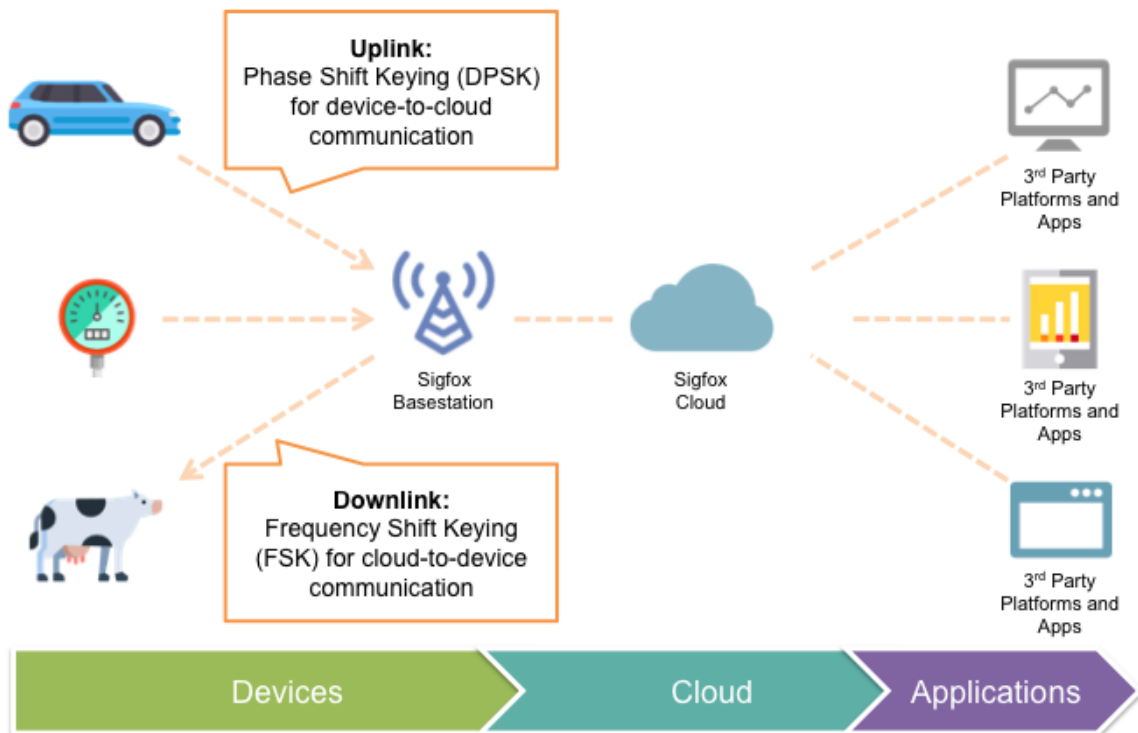 Uplink:
Phase Shift Keying (DPSK)
for device-to-cloud
communication
3rd Party
Platforms and
Apps
Sigfox
Basestation
Sigfox
Cloud
3rd Party
Platforms and
Apps
Downlink:
Frequency Shift Keying
(FSK) for cloud-to-device
communication
3rd Party
Platforms and
Apps
Devices
Cloud
Applications